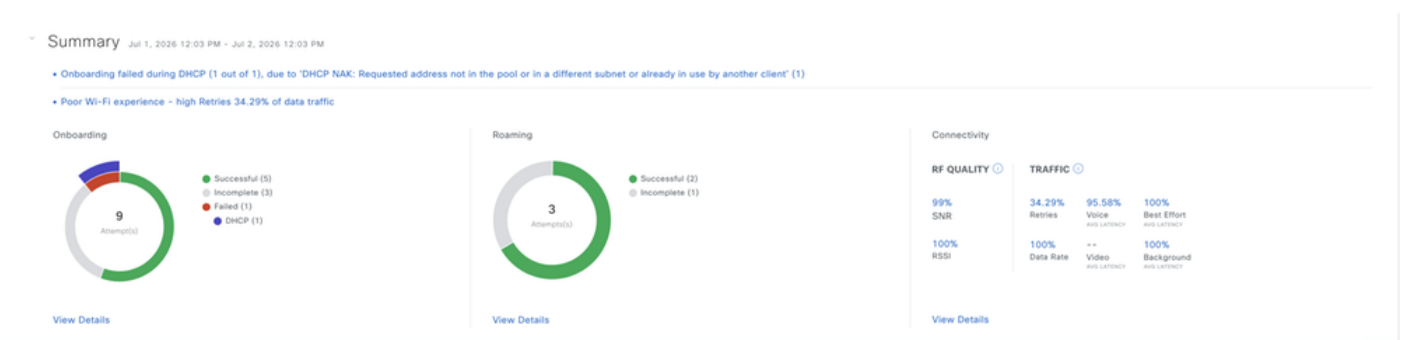 Summary Jul 1, 2026 12:03 PM - Jul 2, 2026 12:03 PM
• Onboarding failed during DHCP (1 out of 1), due to 'DHCP NAK: Requested address not in the pool or in a different subnet or already in use by another client' (1)
• Poor Wi-Fi experience - high Retries 34.29% of data traffic
Onboarding
9
Attempt(s)
Successful (5)
Incomplete (3)
Failed (1)
DHCP (1)
View Details
Roaming
3
Attempts(s)
Successful (2)
Incomplete (1)
View Details
Connectivity
RF QUALITY
99%
SNR
100%
RSSI
TRAFFIC
34.29% 95.58% 100%
Retries Voice Best Effort
AVG LATENCY AVG LATENCY
100% -- 100%
Data Rate Video Background
AVG LATENCY AVG LATENCY
View Details